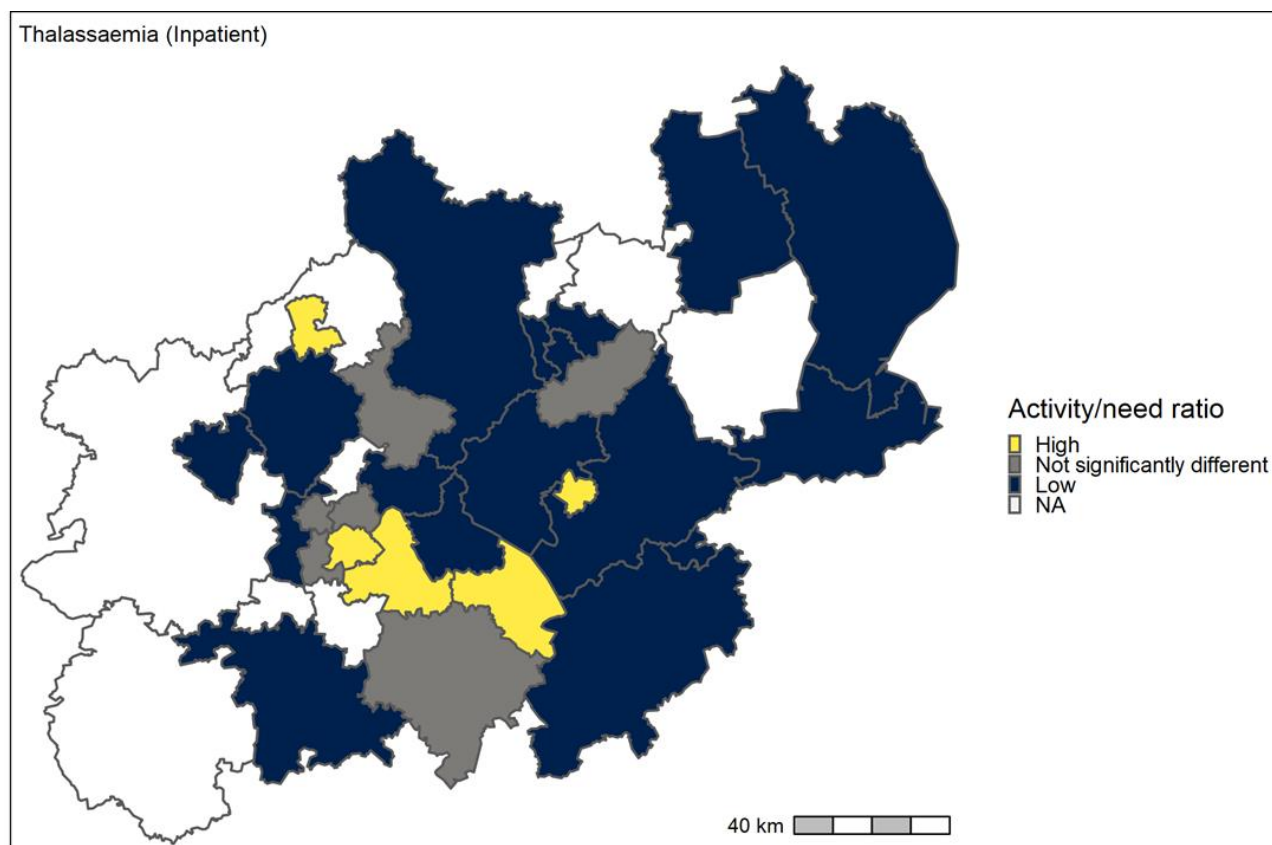 Thalassaemia (Inpatient)
Activity/need ratio
High
Not significantly different
Low
NA
40 km